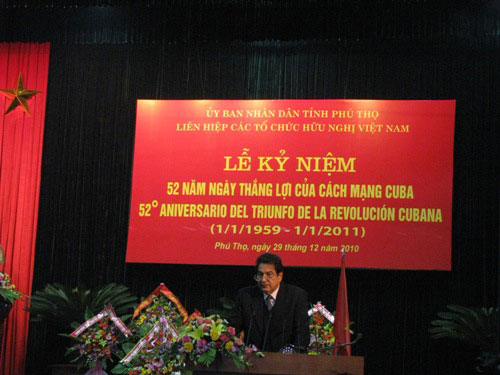 ỦY BAN NHÂN DÂN TỈNH PHÚ THỌ
LIÊN HIỆP CÁC TỔ CHỨC HỮU NGHỊ VIỆT NAM
LỄ KỶ NIỆM
52 NĂM NGÀY THẮNG LỢI CỦA CÁCH MẠNG CUBA
52º ANIVERSARIO DEL TRIUNFO DE LA REVOLUCIÓN CUBANA
(1/1/1959 - 1/1/2011)
Phú Thọ, ngày 29 tháng 12 năm 2010